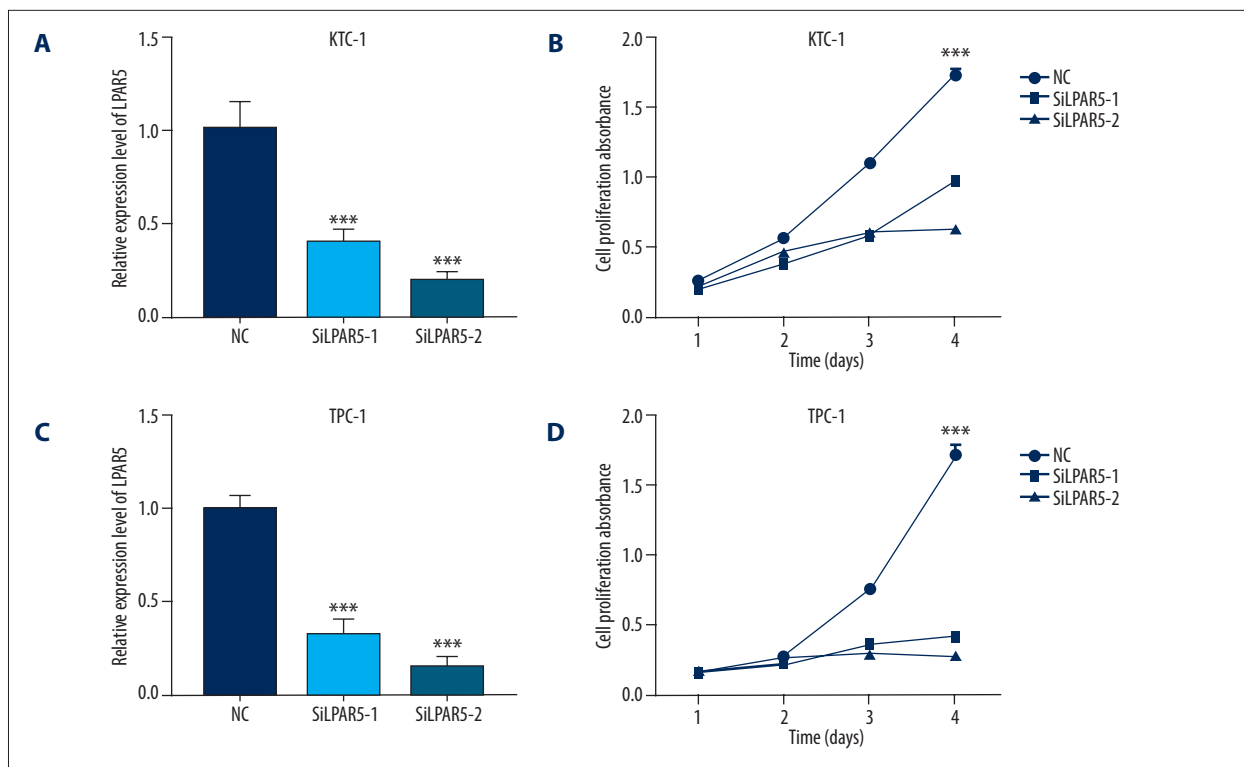 A
KTC-1
Relative expression level of LPAR5
1.5
1.0
0.5
0.0
***
***
NC
SiLPAR5-1
SiLPAR5-2
B
KTC-1
Cell proliferation absorbance
2.0
1.5
1.0
0.5
0.0
***
1
2
3
4
Time (days)
NC
SiLPAR5-1
SiLPAR5-2
C
TPC-1
Relative expression level of LPAR5
1.5
1.0
0.5
0.0
***
***
NC
SiLPAR5-1
SiLPAR5-2
D
TPC-1
Cell proliferation absorbance
2.0
1.5
1.0
0.5
0.0
***
1
2
3
4
Time (days)
NC
SiLPAR5-1
SiLPAR5-2